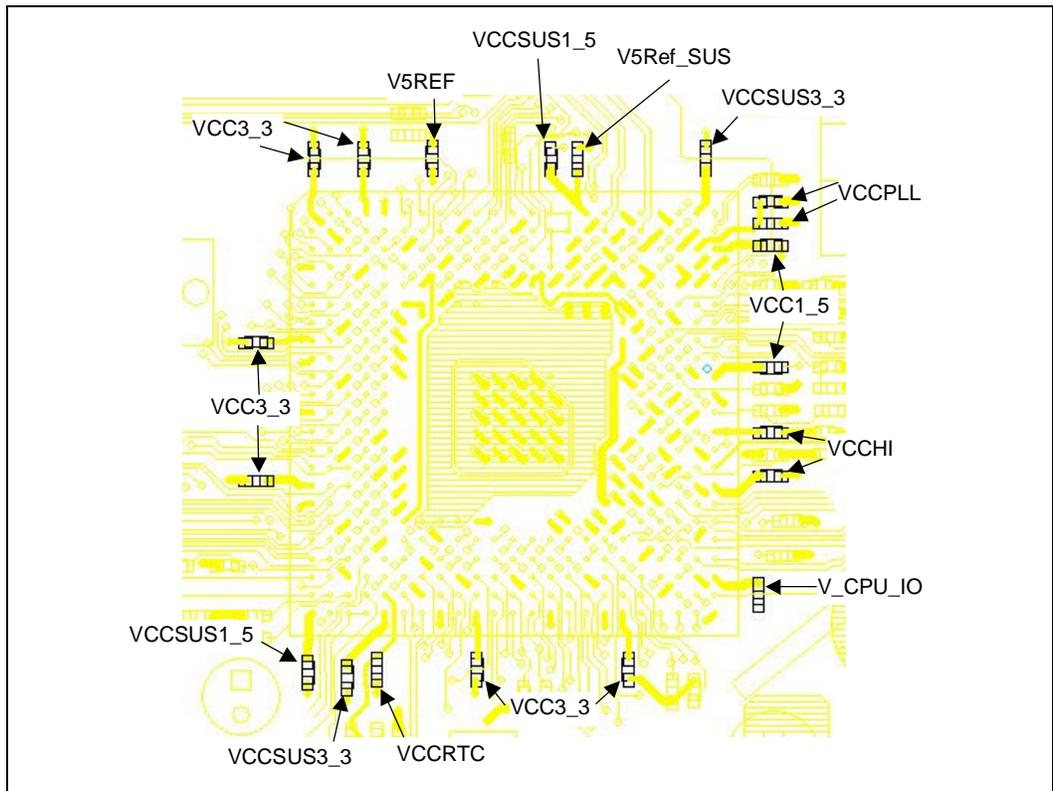 VCCSUS1_5
V5Ref_SUS
V5REF
VCCSUS3_3
VCC3_3
VCCPLL
VCC1_5
VCC3_3
VCCHI
V_CPU_IO
VCCSUS1_5
VCC3_3
VCCSUS3_3
VCCRTC